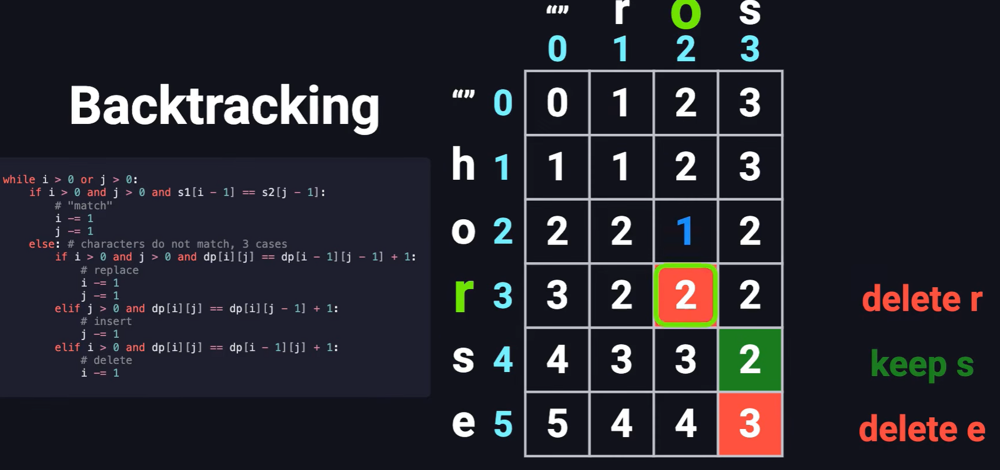 “” r o s
0 1 2 3
Backtracking
“” 0 0 1 2 3
h 1 1 1 2 3
o 2 2 2 1 2
r 3 3 2 2 2 delete r
s 4 4 3 3 2 keep s
e 5 5 4 4 3 delete e
while i > 0 or j > 0:
    if i > 0 and j > 0 and s1[i − 1] == s2[j − 1]:
        # "match"
        i −= 1
        j −= 1
    else: # characters do not match, 3 cases
        if i > 0 and j > 0 and dp[i][j] == dp[i − 1][j − 1] + 1:
            # replace
            i −= 1
            j −= 1
        elif j > 0 and dp[i][j] == dp[i][j − 1] + 1:
            # insert
            j −= 1
        elif i > 0 and dp[i][j] == dp[i − 1][j] + 1:
            # delete
            i −= 1